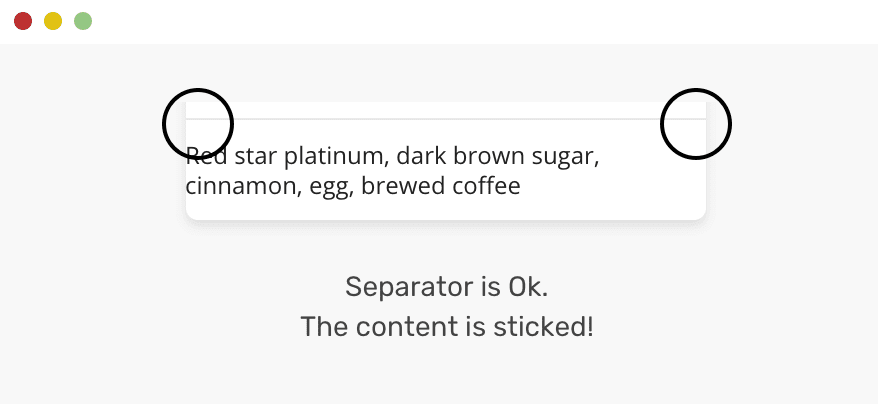 Red star platinum, dark brown sugar,
cinnamon, egg, brewed coffee
Separator is Ok.
The content is sticked!